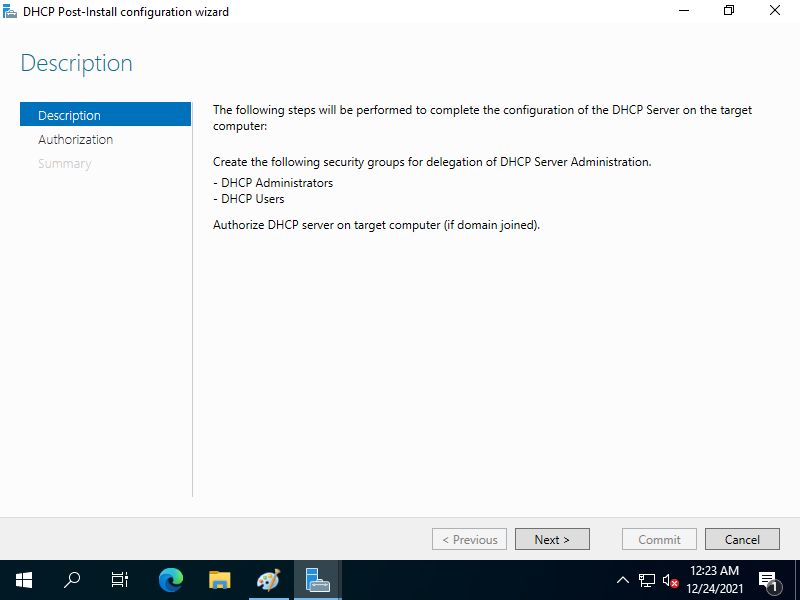 DHCP Post-Install configuration wizard
Description
Description
Authorization
Summary
The following steps will be performed to complete the configuration of the DHCP Server on the target
computer:
Create the following security groups for delegation of DHCP Server Administration.
- DHCP Administrators
- DHCP Users
Authorize DHCP server on target computer (if domain joined).
< Previous
Next >
Commit
Cancel
12:23 AM
12/24/2021
1